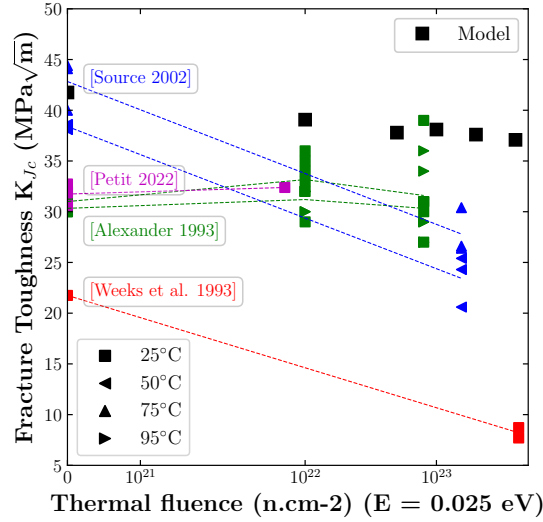 50
45
40
35
30
25
20
15
10
5
Fracture Toughness K_{Jc} (MPa√m)
Model
[Source 2002]
[Petit 2022]
[Alexander 1993]
[Weeks et al. 1993]
25°C
50°C
75°C
95°C
0
10^{21}
10^{22}
10^{23}
Thermal fluence (n.cm-2) (E = 0.025 eV)